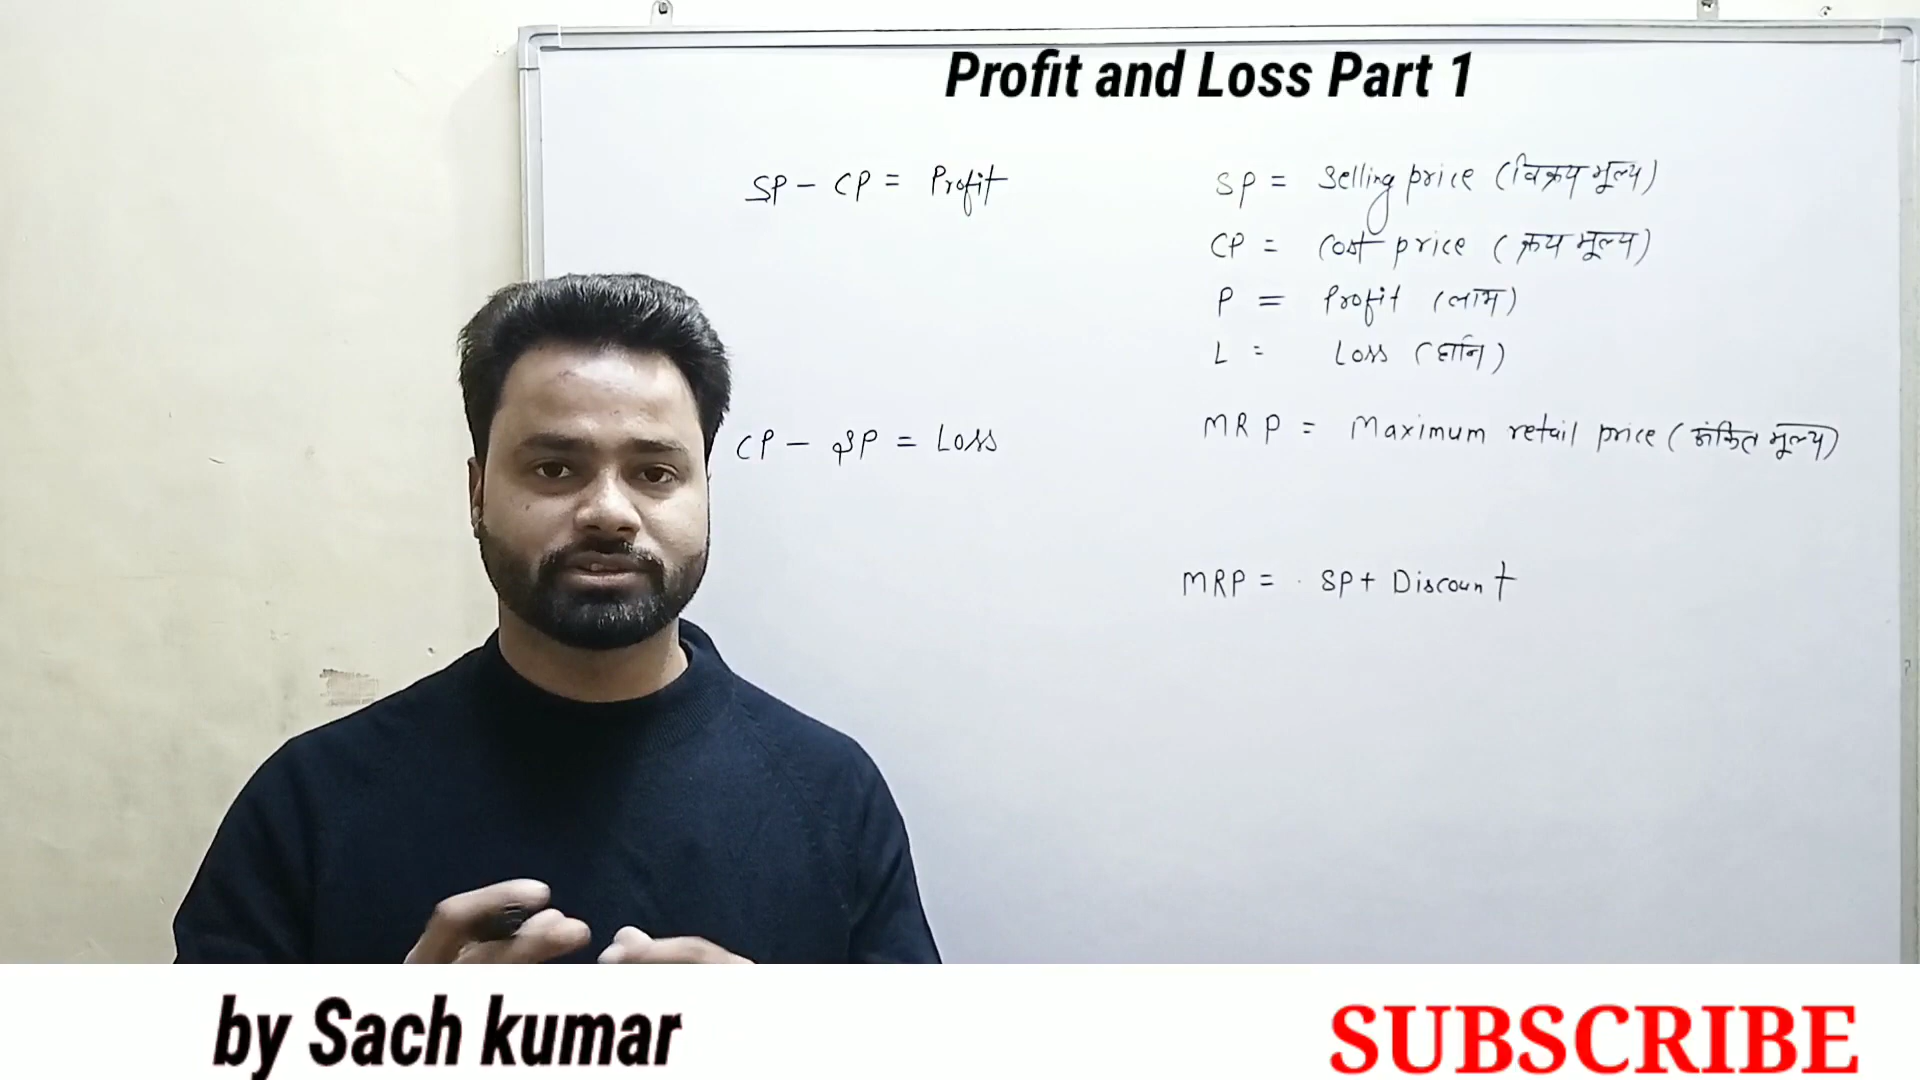 Profit and Loss Part 1
SP - CP = Profit
SP = Selling price (विक्रय मूल्य)
CP = Cost price (क्रय मूल्य)
P = Profit (लाभ)
L = Loss (हानि)
CP - SP = Loss
MRP = Maximum retail price (अंकित मूल्य)
MRP = SP + Discount
by Sach kumar
SUBSCRIBE